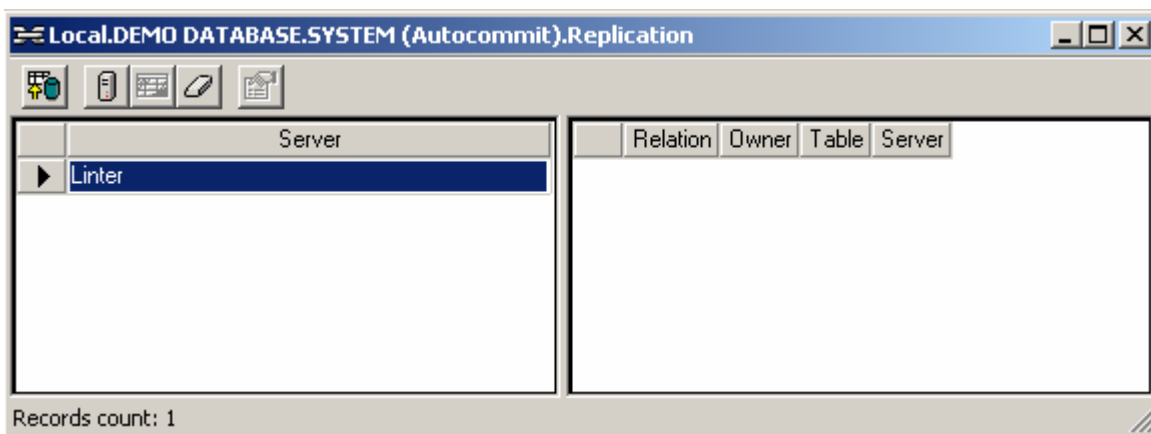 Local.DEMO DATABASE.SYSTEM (Autocommit).Replication
Server
Relation Owner Table Server
Linter
Records count: 1